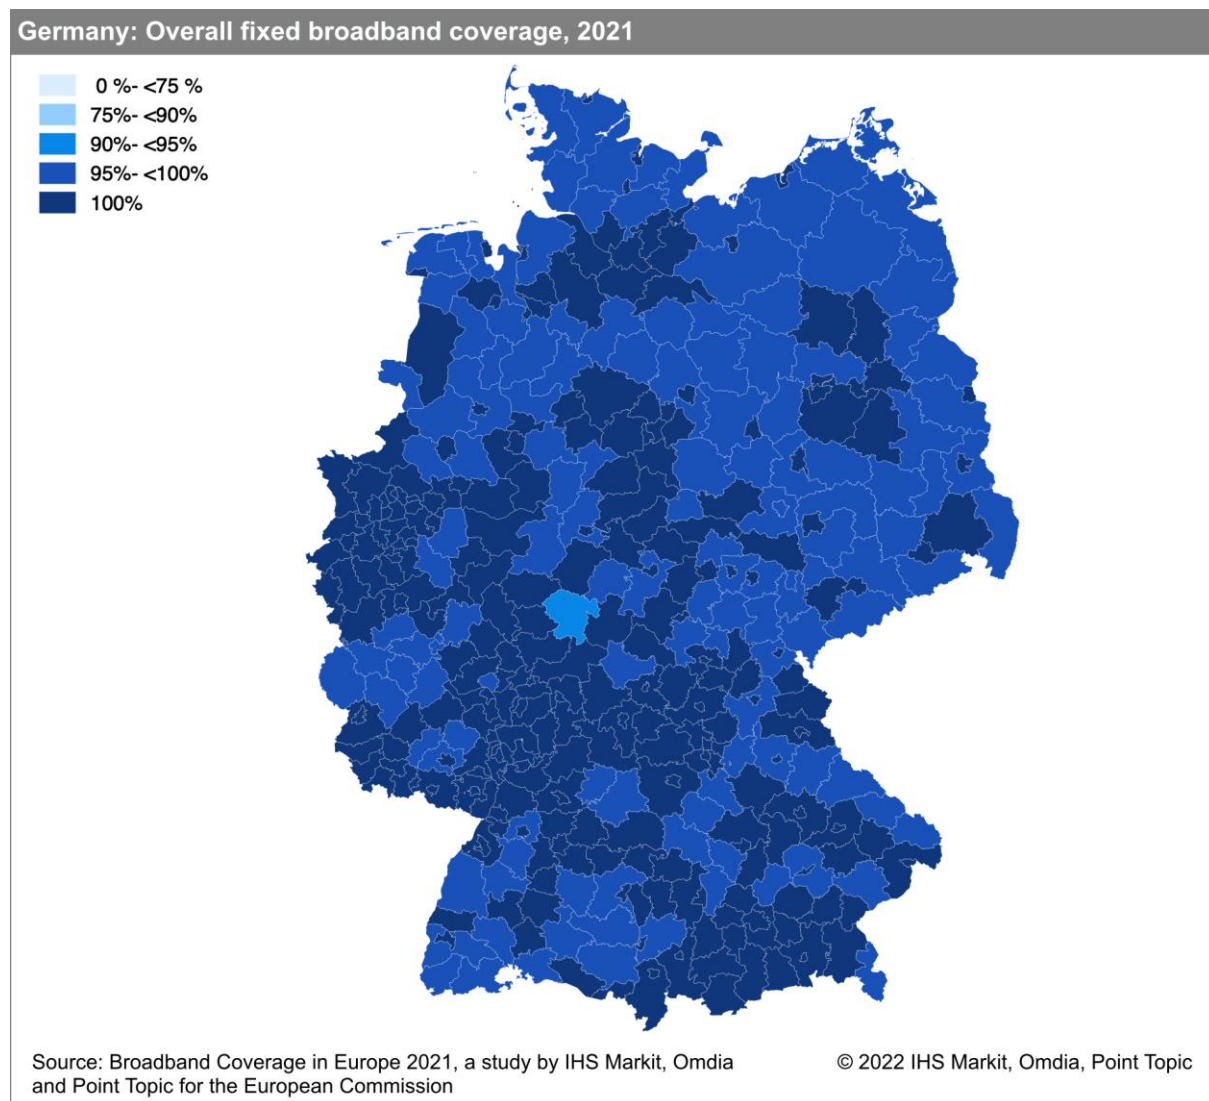 Germany: Overall fixed broadband coverage, 2021
0 %- <75 %
75%- <90%
90%- <95%
95%- <100%
100%
Source: Broadband Coverage in Europe 2021, a study by IHS Markit, Omdia
and Point Topic for the European Commission
© 2022 IHS Markit, Omdia, Point Topic